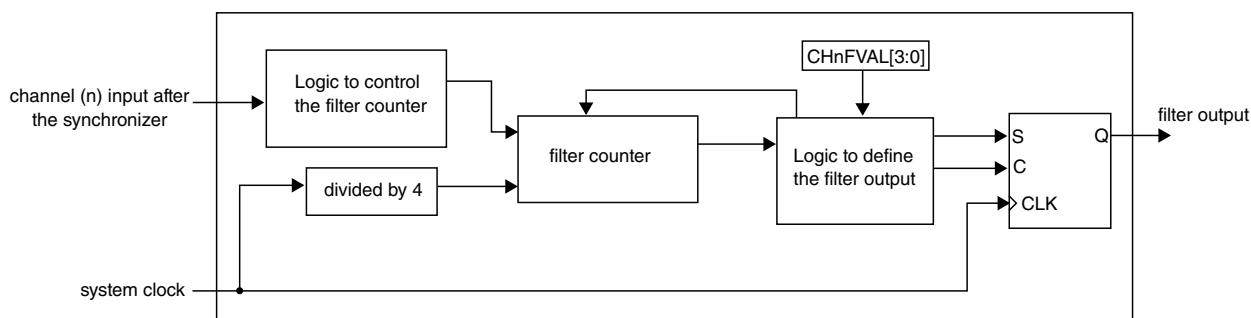 CHnFVAL[3:0]
Logic to control
the filter counter
channel (n) input after
the synchronizer
filter output
S
Q
filter counter
Logic to define
the filter output
C
divided by 4
CLK
system clock